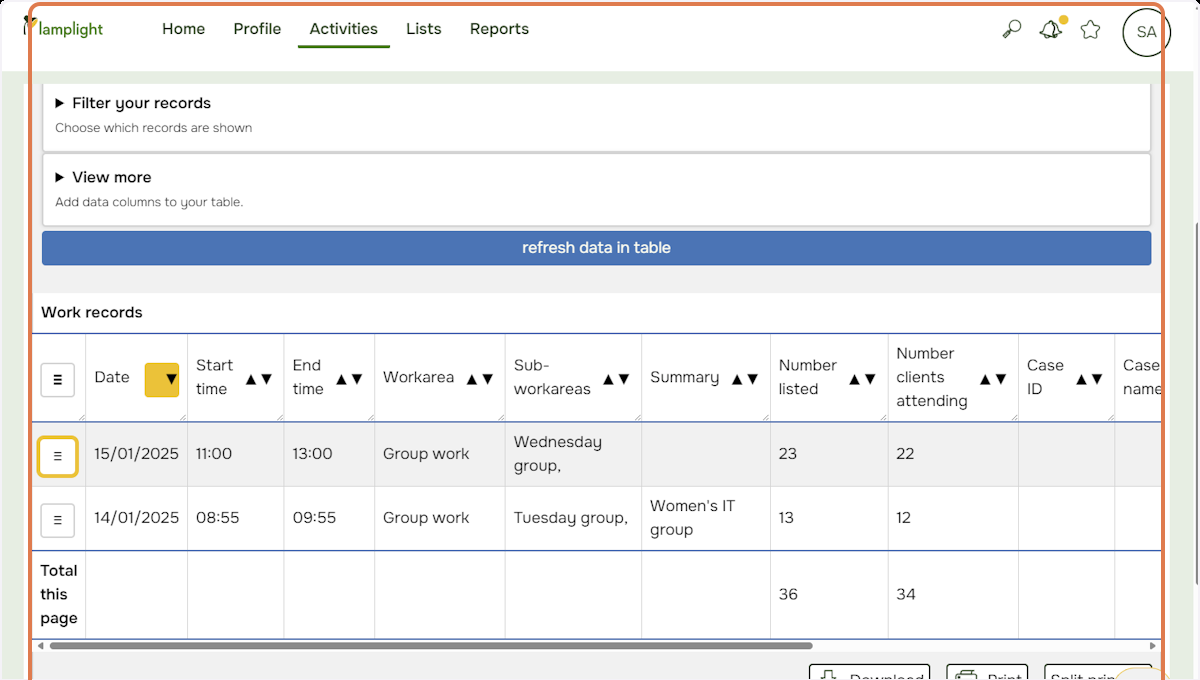 lamplight Home Profile Activities Lists Reports SA
▶ Filter your records
Choose which records are shown
▶ View more
Add data columns to your table.
refresh data in table
Work records
Date ▼ Start time ▲▼ End time ▲▼ Workarea ▲▼ Sub-workareas ▲▼ Summary ▲▼ Number listed ▲▼ Number clients attending ▲▼ Case ID ▲▼ Case name
15/01/2025 11:00 13:00 Group work Wednesday group, 23 22
14/01/2025 08:55 09:55 Group work Tuesday group, Women's IT group 13 12
Total this page 36 34
Download Print Split prin